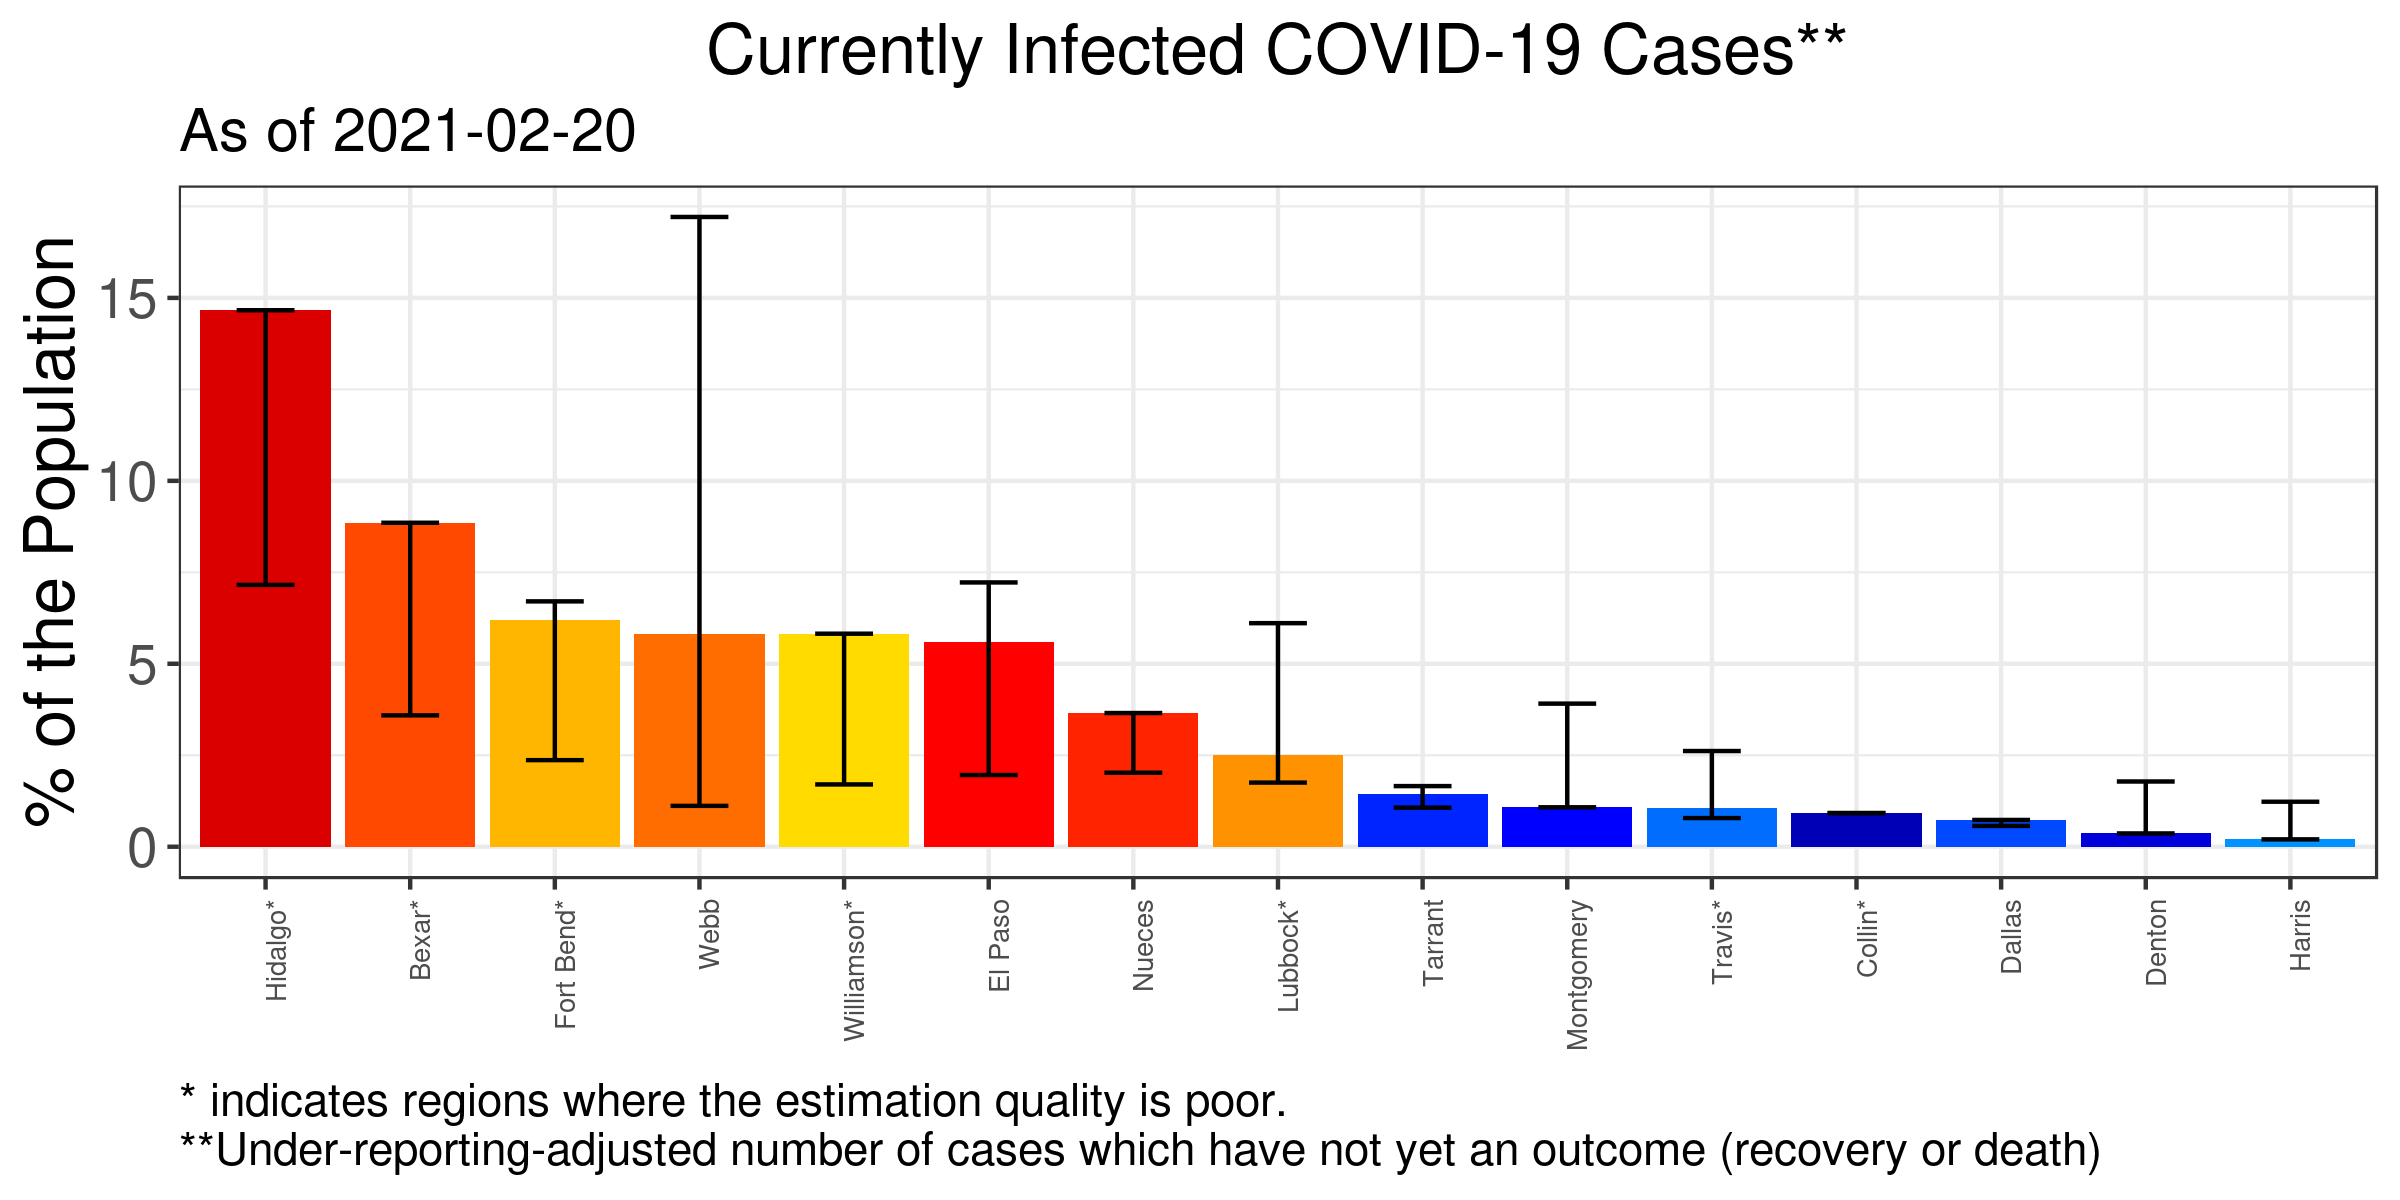 Currently Infected COVID-19 Cases**
As of 2021-02-20
% of the Population
15
10
5
0
Hidalgo*
Bexar*
Fort Bend*
Webb
Williamson*
El Paso
Nueces
Lubbock*
Tarrant
Montgomery
Travis*
Collin*
Dallas
Denton
Harris
* indicates regions where the estimation quality is poor.
**Under-reporting-adjusted number of cases which have not yet an outcome (recovery or death)